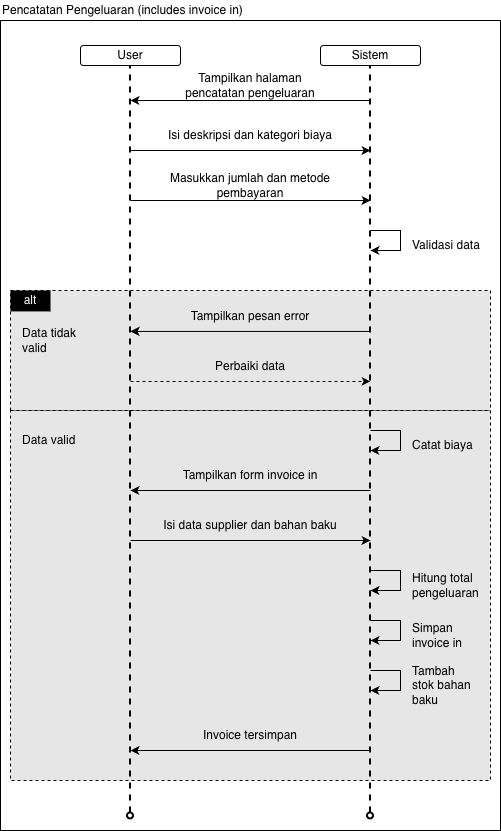 Pencatatan Pengeluaran (includes invoice in)
User
Sistem
Tampilkan halaman
pencatatan pengeluaran
Isi deskripsi dan kategori biaya
Masukkan jumlah dan metode
pembayaran
Validasi data
alt
Tampilkan pesan error
Data tidak
valid
Perbaiki data
Data valid
Catat biaya
Tampilkan form invoice in
Isi data supplier dan bahan baku
Hitung total
pengeluaran
Simpan
invoice in
Tambah
stok bahan
baku
Invoice tersimpan